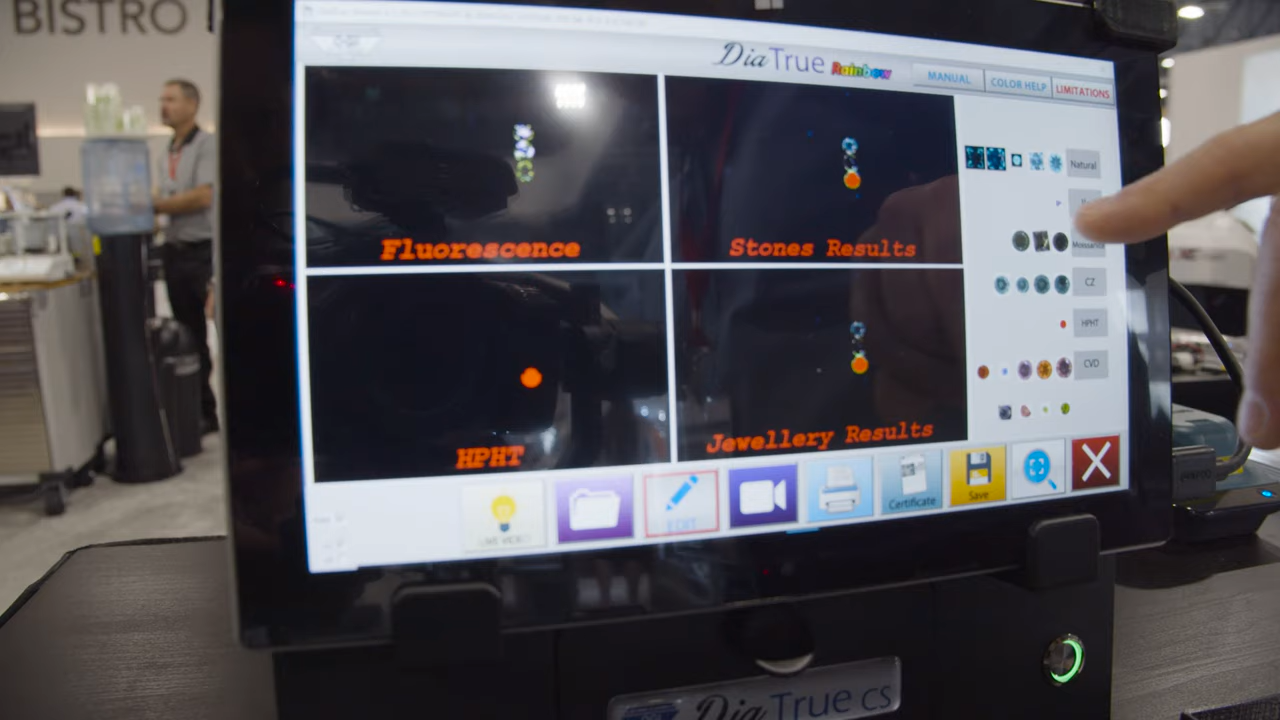 BISTRO
DiaTrue Rainbow
MANUAL
COLOR HELP
LIMITATIONS
Natural
Moissanite
CZ
HPHT
CVD
Fluorescence
Stones Results
HPHT
Jewellery Results
LIVE VIEW
EDIT
Certificate
Save
DiaTrue CS